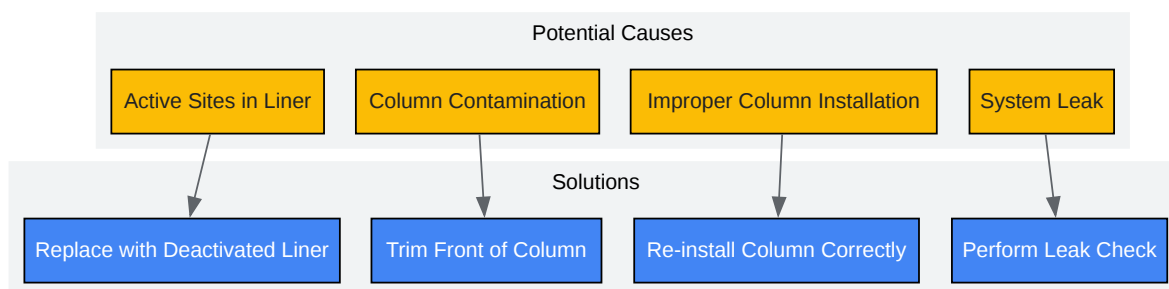 Potential Causes
Active Sites in Liner
Column Contamination
Improper Column Installation
System Leak
Solutions
Replace with Deactivated Liner
Trim Front of Column
Re-install Column Correctly
Perform Leak Check